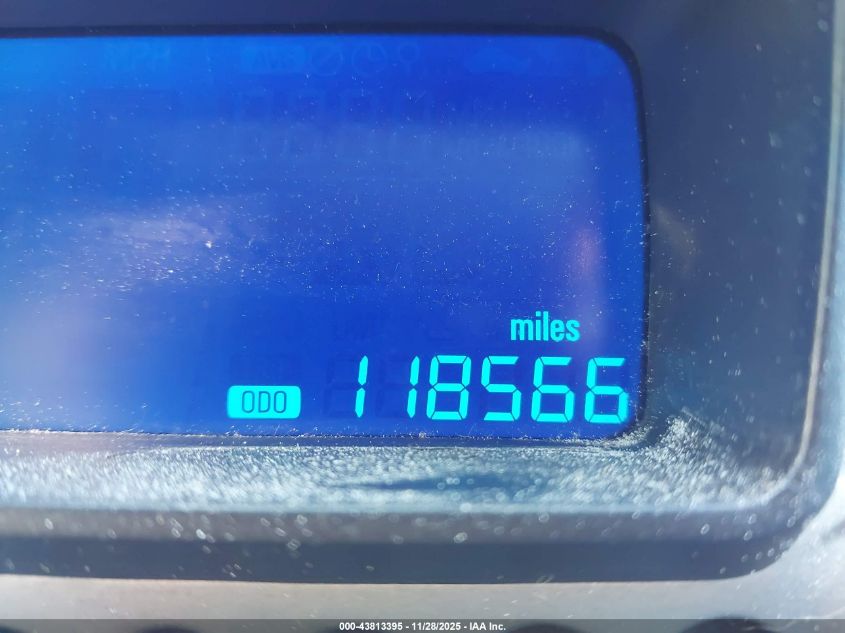 miles
ODO 118566
000-43813395 - 11/28/2025 - IAA Inc.